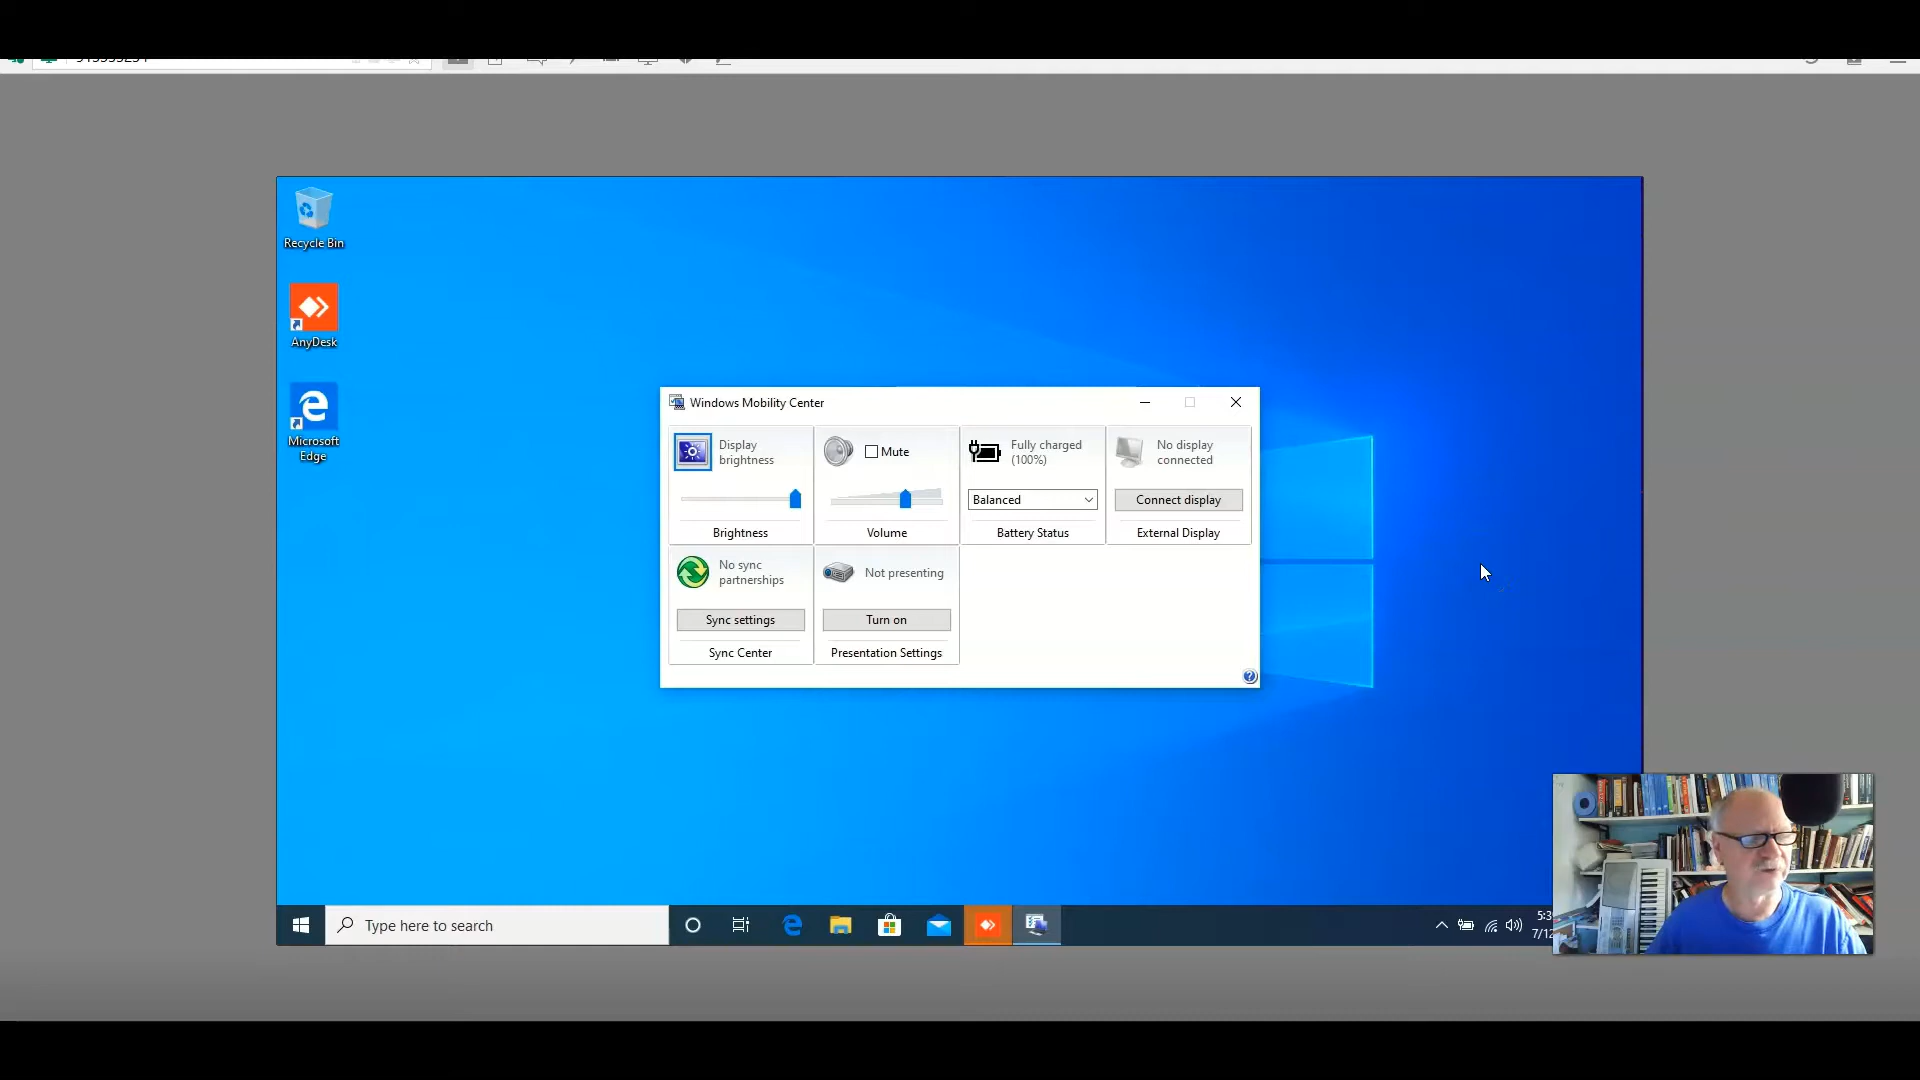 Recycle Bin
AnyDesk
Microsoft
Edge
Windows Mobility Center
Display
brightness
Brightness
Mute
Volume
Fully charged
(100%)
Balanced
Battery Status
No display
connected
Connect display
External Display
No sync
partnerships
Sync settings
Sync Center
Not presenting
Turn on
Presentation Settings
Type here to search